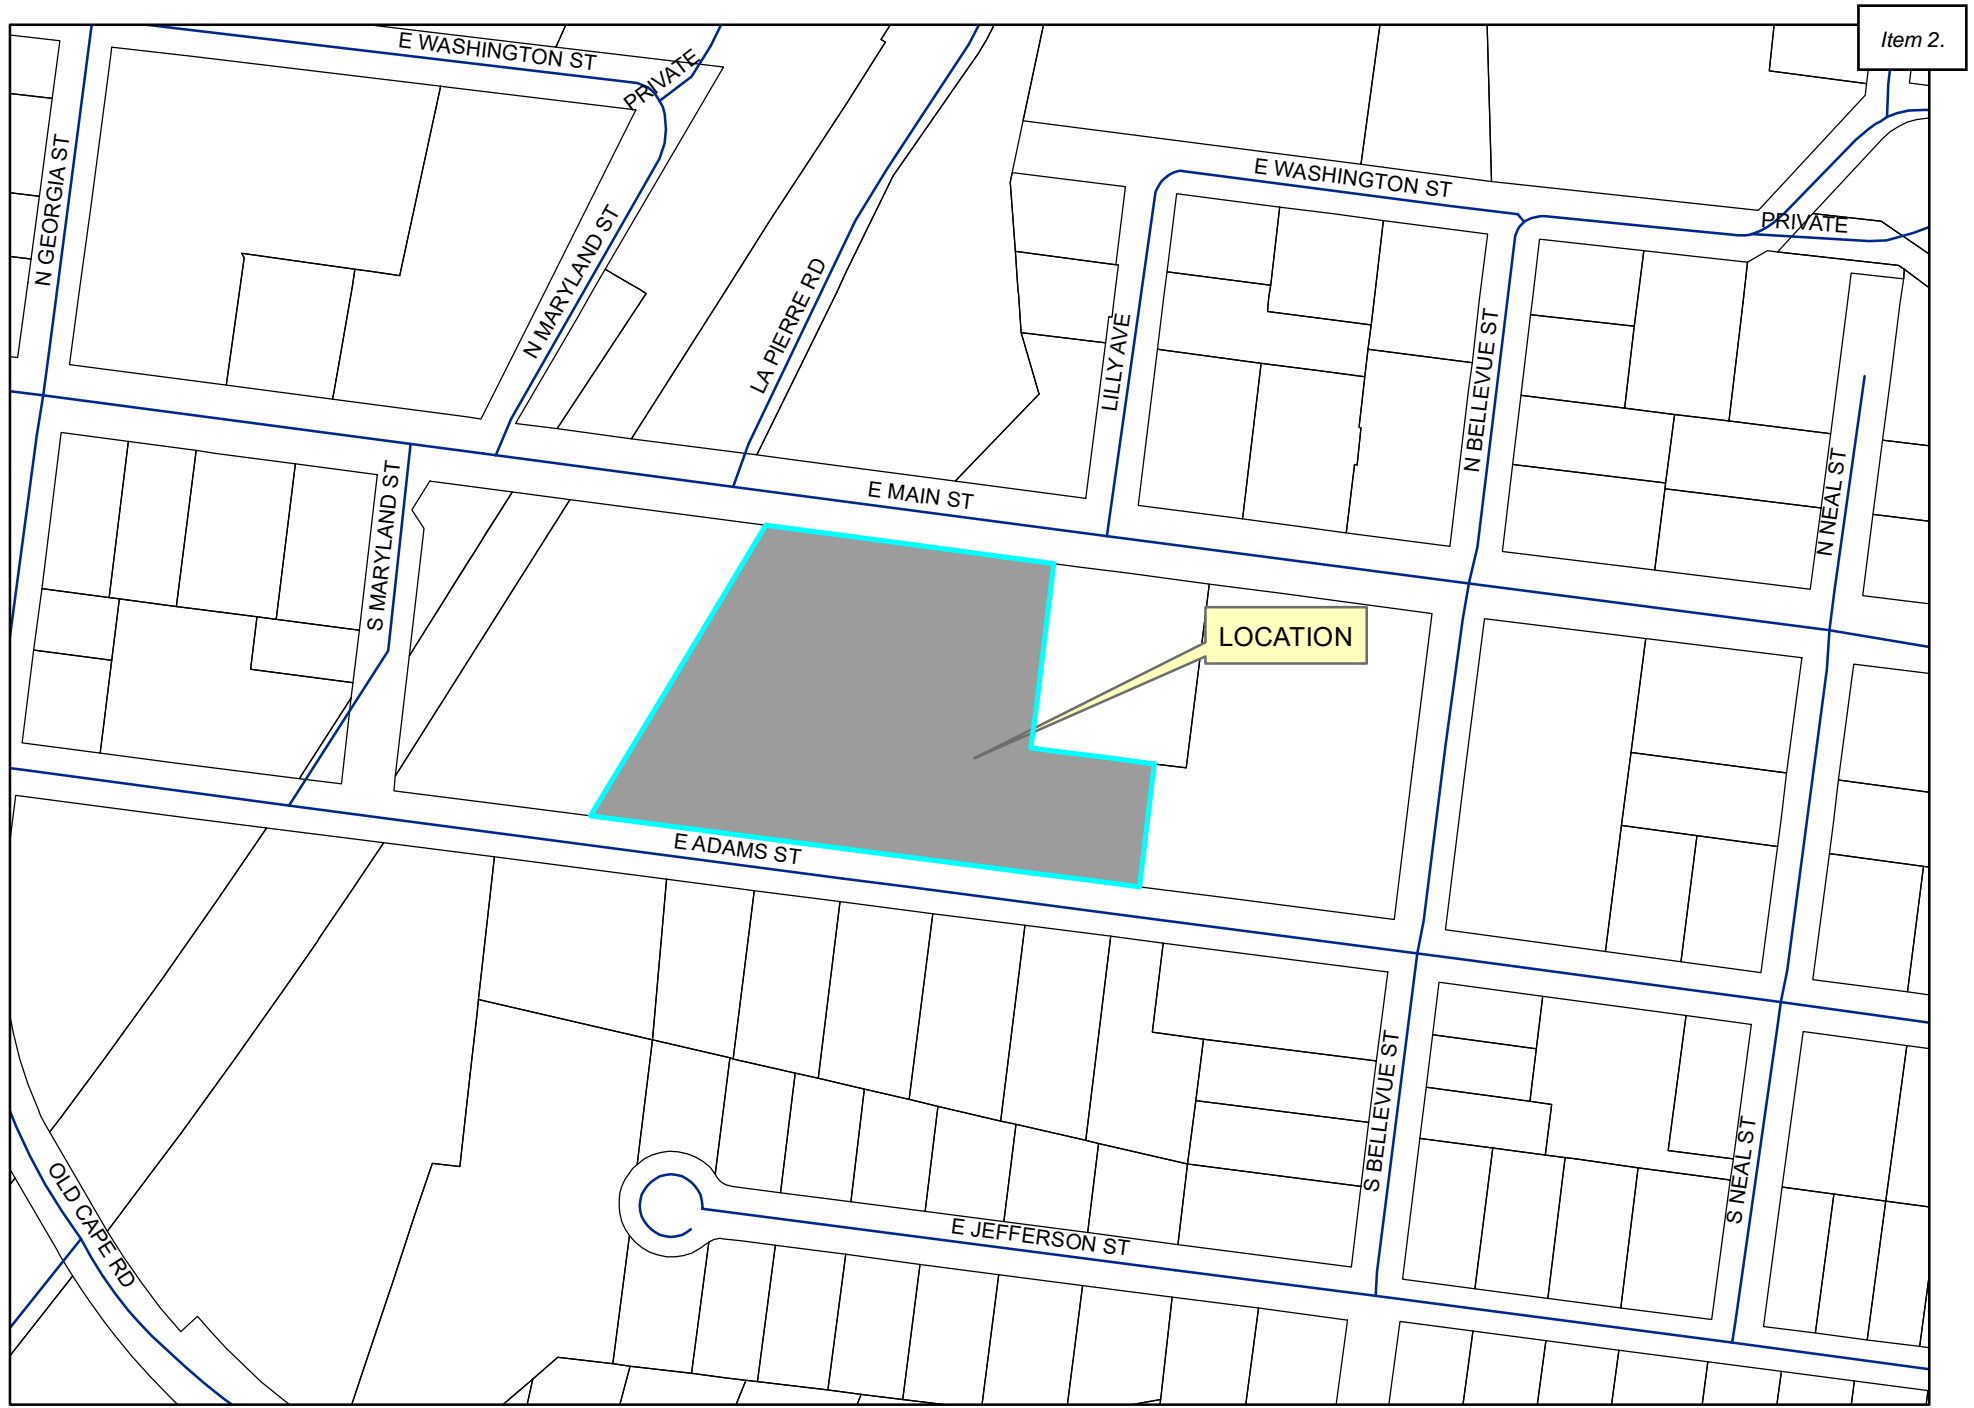 Item 2.
E WASHINGTON ST
PRIVATE
N GEORGIA ST
N MARYLAND ST
LA PIERRE RD
E WASHINGTON ST
PRIVATE
LILLY AVE
N BELLEVUE ST
N NEAL ST
E MAIN ST
S MARYLAND ST
LOCATION
E ADAMS ST
S BELLEVUE ST
S NEAL ST
OLD CAPE RD
E JEFFERSON ST